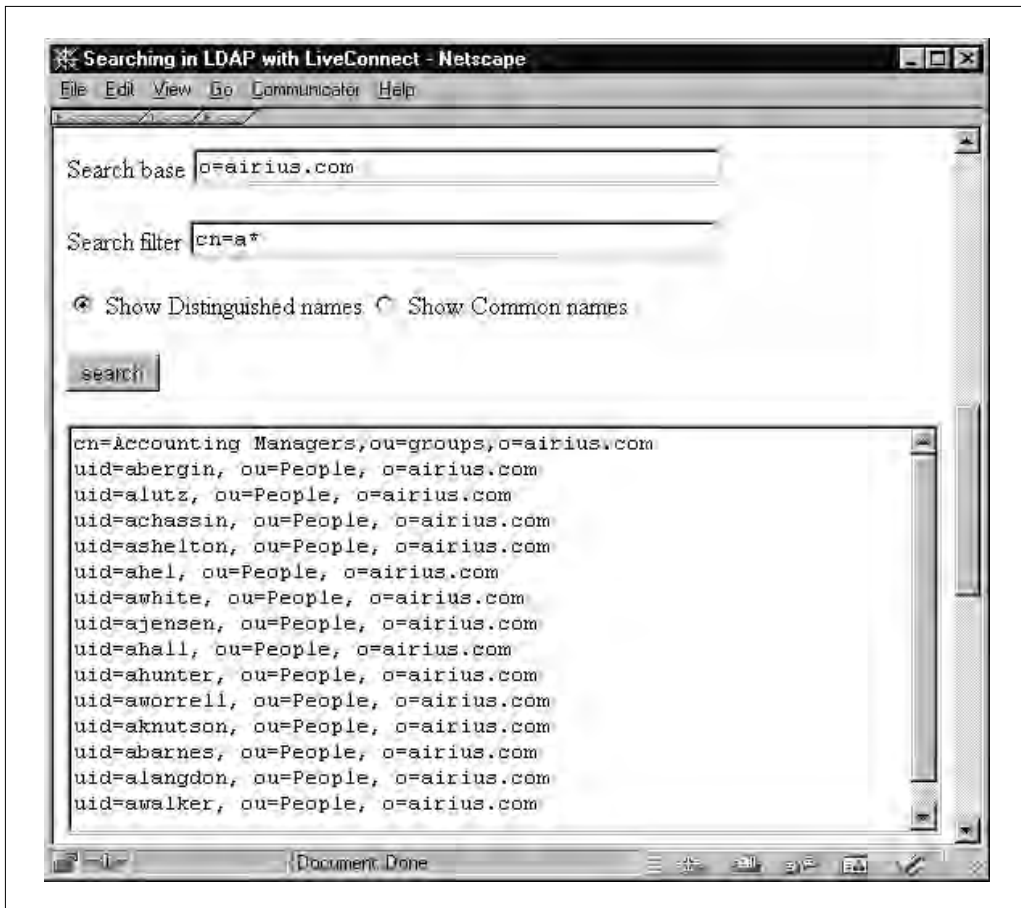 Searching in LDAP with LiveConnect - Netscape
File Edit View Go Communicator Help
Search base o=airius.com
Search filter cn=a*
Show Distinguished names Show Common names
search
cn=Accounting Managers,ou=groups,o=airius.com
uid=abergin, ou=People, o=airius.com
uid=alutz, ou=People, o=airius.com
uid=achassin, ou=People, o=airius.com
uid=ashelton, ou=People, o=airius.com
uid=ahel, ou=People, o=airius.com
uid=awhite, ou=People, o=airius.com
uid=ajensen, ou=People, o=airius.com
uid=ahall, ou=People, o=airius.com
uid=ahunter, ou=People, o=airius.com
uid=aworrell, ou=People, o=airius.com
uid=aknutson, ou=People, o=airius.com
uid=abarnes, ou=People, o=airius.com
uid=alangdon, ou=People, o=airius.com
uid=awalker, ou=People, o=airius.com
Document: Done